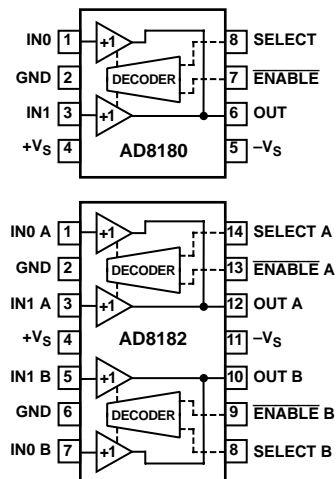 IN0 1 +1 8 SELECT
GND 2 DECODER 7 ENABLE
IN1 3 +1 6 OUT
+VS 4 AD8180 5 –VS
IN0 A 1 +1 14 SELECT A
GND 2 DECODER 13 ENABLE A
IN1 A 3 +1 12 OUT A
+VS 4 AD8182 11 –VS
IN1 B 5 +1 10 OUT B
GND 6 DECODER 9 ENABLE B
IN0 B 7 +1 8 SELECT B